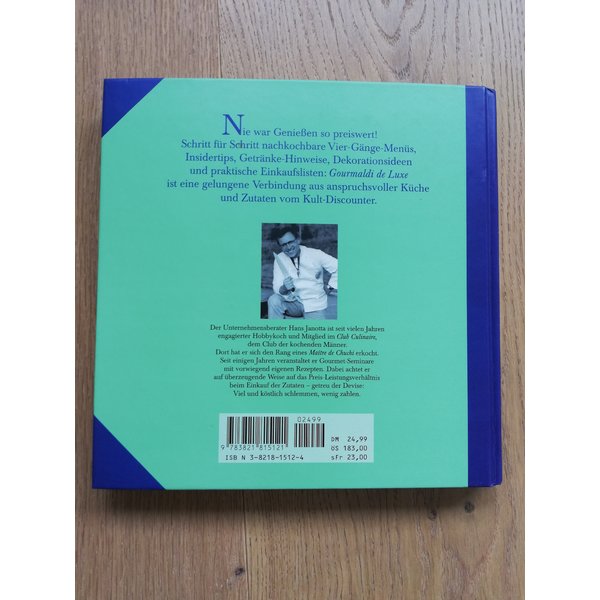 Nie war Genießen so preiswert!
Schritt für Schritt nachkochbare Vier-Gänge-Menüs,
Insidertips, Getränke-Hinweise, Dekorationsideen
und praktische Einkaufslisten: Gourmaldi de Luxe
ist eine gelungene Verbindung aus anspruchsvoller Küche
und Zutaten vom Kult-Discounter.
Der Unternehmensberater Hans Janotta ist seit vielen Jahren
engagierter Hobbykoch und Mitglied im Club Culinaire,
dem Club der kochenden Männer.
Dort hat er sich den Rang eines Maître de Chuchi erkocht.
Seit einigen Jahren veranstaltet er Gourmet Seminare
mit vorwiegend eigenen Rezepten. Dabei achtet er
auf überzeugende Weise auf das Preis-Leistungsverhältnis
beim Einkauf der Zutaten – getreu der Devise:
Viel und köstlich schlemmen, wenig zahlen.
02499
9 783821 815121
ISBN 3-8218-1512-4
DM 24,99
öS 183,00
sFr 23,00